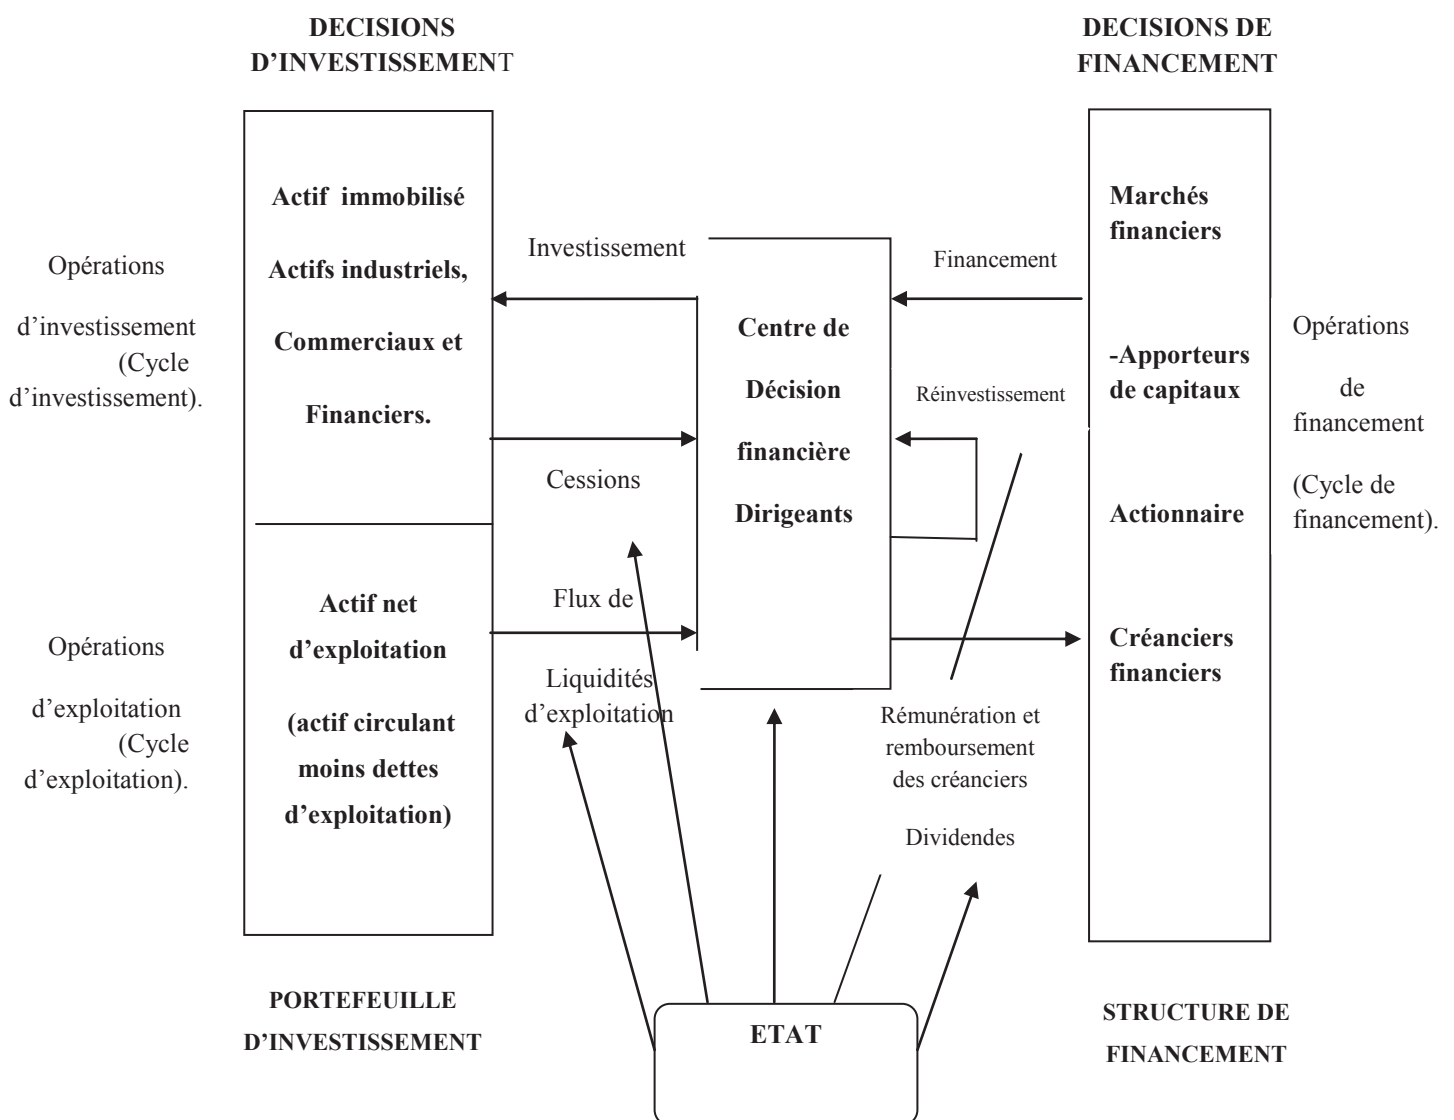 DECISIONS
D’INVESTISSEMENT
DECISIONS DE
FINANCEMENT
Opérations
d’investissement
(Cycle
d’investissement).
Opérations
d’exploitation
(Cycle
d’exploitation).
Actif immobilisé
Actifs industriels,
Commerciaux et
Financiers.
Actif net
d’exploitation
(actif circulant
moins dettes
d’exploitation)
Investissement
Cessions
Flux de
Liquidités
d’exploitation
Centre de
Décision
financière
Dirigeants
Financement
Réinvestissement
Rémunération et
remboursement
des créanciers
Dividendes
Marchés
financiers
-Apporteurs
de capitaux
Actionnaire
Créanciers
financiers
Opérations
de
financement
(Cycle de
financement).
PORTEFEUILLE
D’INVESTISSEMENT
ETAT
STRUCTURE DE
FINANCEMENT